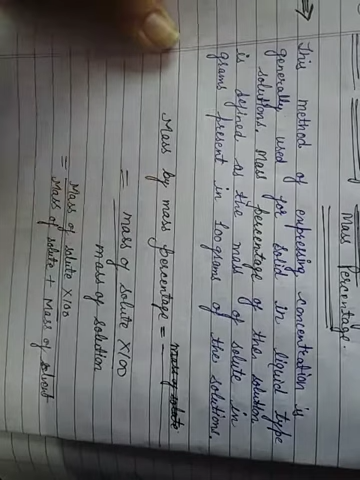 Mass Percentage.
⇒ This method of expressing concentration is
generally used for solid in liquid type
solutions. Mass percentage of the solution
is defined as the mass of solute in
grams present in 100 grams of the solutions.
Mass by mass percentage =
= mass of solute X100
mass of solution
= Mass of solute X100
Mass of solute + Mass of solvent